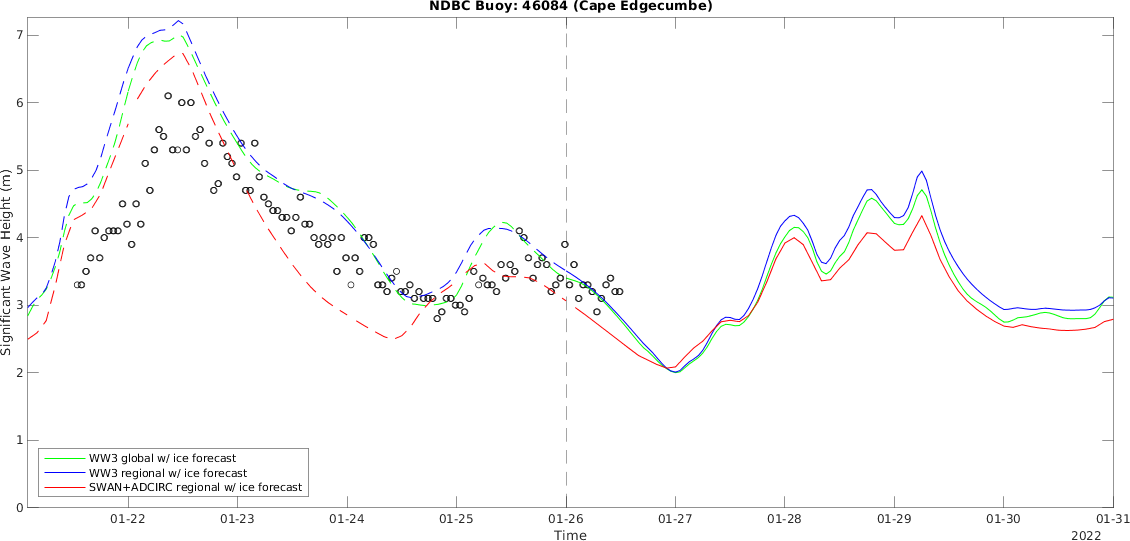 NDBC Buoy: 46084 (Cape Edgecumbe)
Significant Wave Height (m)
7
6
5
4
3
2
1
0
WW3 global w/ ice forecast
WW3 regional w/ ice forecast
SWAN+ADCIRC regional w/ ice forecast
01-22 01-23 01-24 01-25 01-26 01-27 01-28 01-29 01-30 01-31
Time
2022